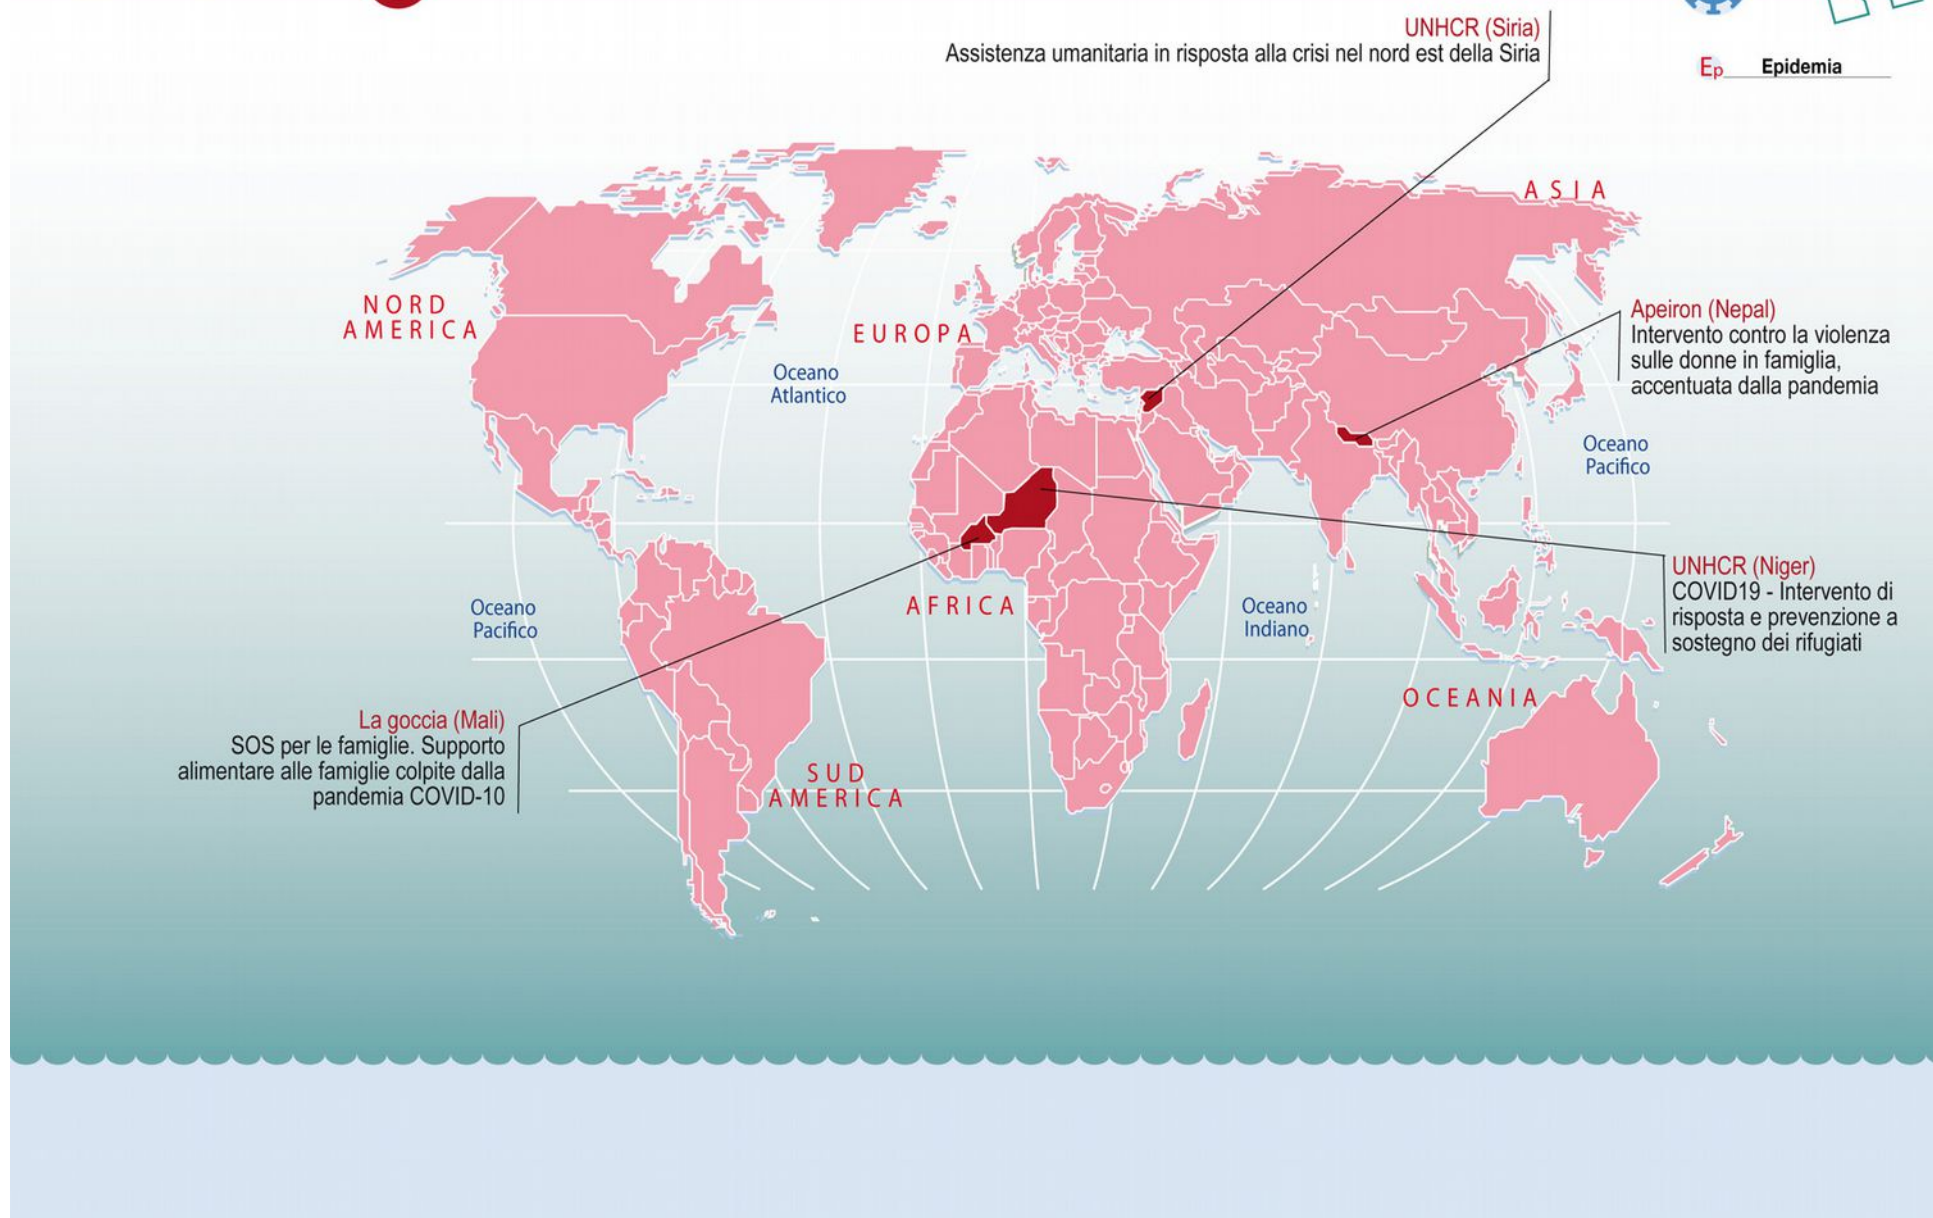 UNHCR (Siria)
Assistenza umanitaria in risposta alla crisi nel nord est della Siria
Ep Epidemia
ASIA
NORD
AMERICA
EUROPA
Oceano
Atlantico
Apeiron (Nepal)
Intervento contro la violenza
sulle donne in famiglia,
accentuata dalla pandemia
Oceano
Pacifico
UNHCR (Niger)
COVID19 - Intervento di
risposta e prevenzione a
sostegno dei rifugiati
Oceano
Pacifico
AFRICA
Oceano
Indiano
OCEANIA
La goccia (Mali)
SOS per le famiglie. Supporto
alimentare alle famiglie colpite dalla
pandemia COVID-10
SUD
AMERICA